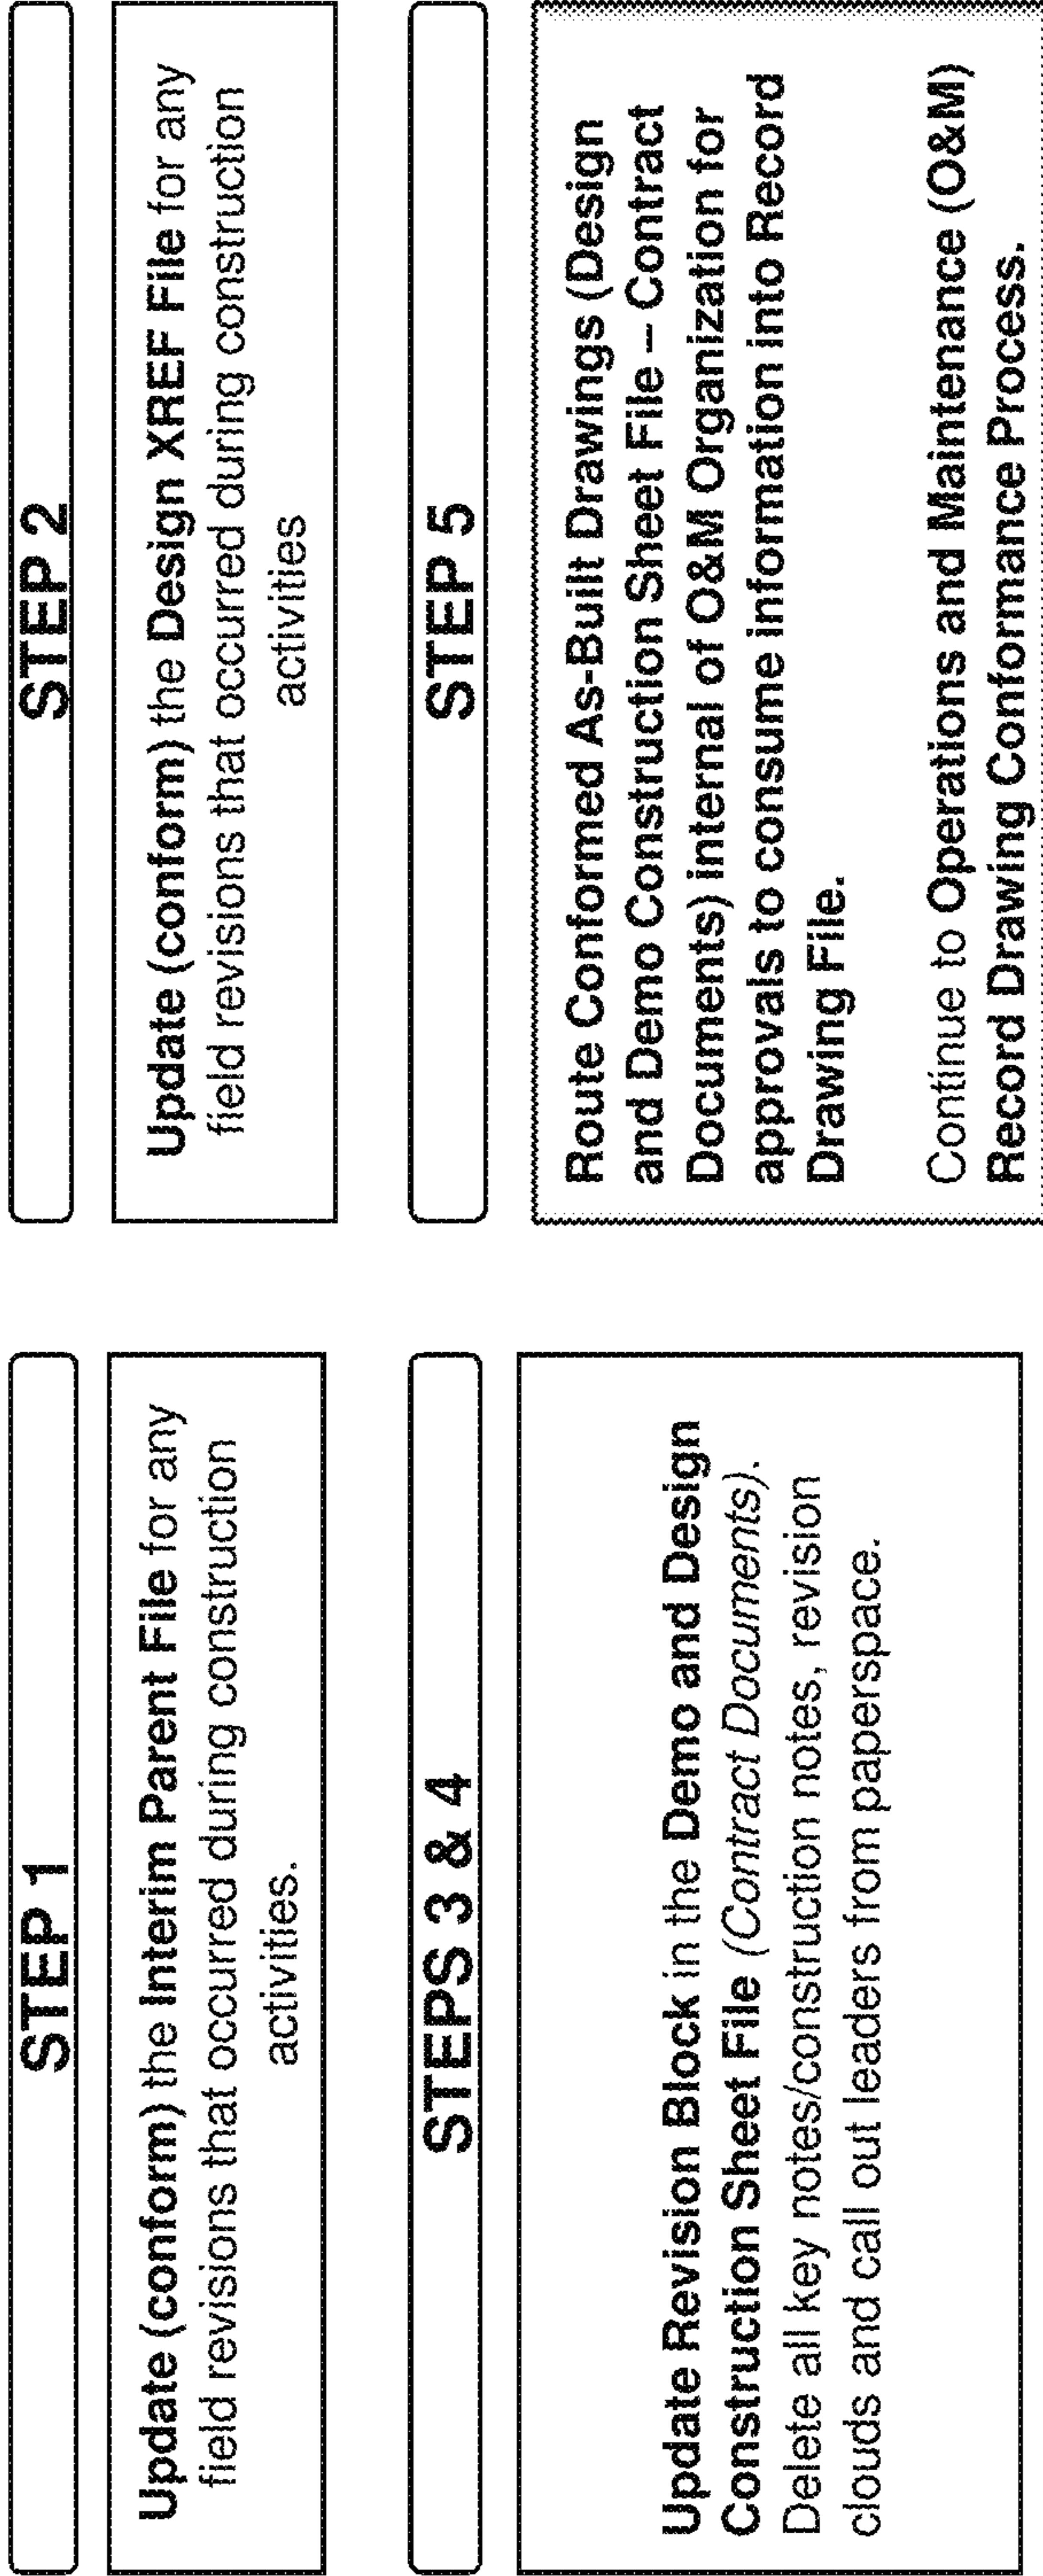 STEP 1
Update (conform) the Interim Parent File for any
field revisions that occurred during construction
activities.
STEP 2
Update (conform) the Design XREF File for any
field revisions that occurred during construction
activities
STEPS 3 & 4
Update Revision Block in the Demo and Design
Construction Sheet File (Contract Documents).
Delete all key notes/construction notes, revision
clouds and call out leaders from paperspace.
STEP 5
Route Conformed As-Built Drawings (Design
and Demo Construction Sheet File – Contract
Documents) internal of O&M Organization for
approvals to consume information into Record
Drawing File.
Continue to Operations and Maintenance (O&M)
Record Drawing Conformance Process.